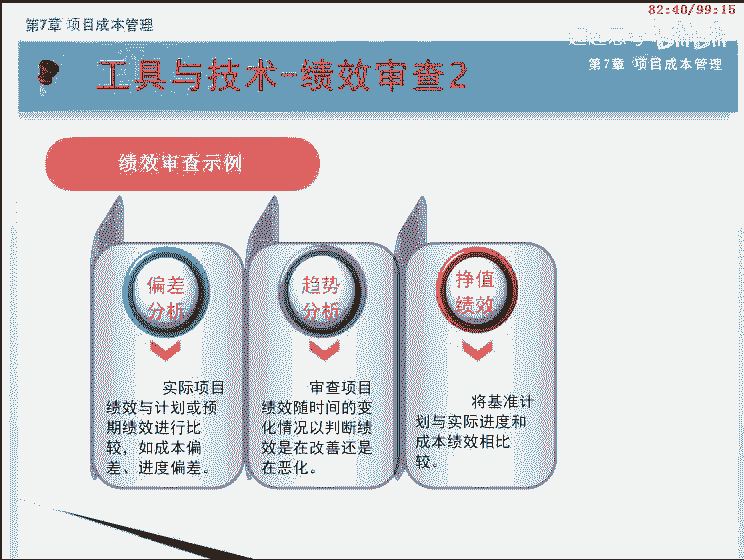 82:40/99:15
第7章 项目成本管理
工具与技术-绩效审查2
第7章 项目成本管理
绩效审查示例
偏差
分析
实际项目
绩效与计划或预
期绩效进行比
较，如成本偏
差、进度偏差。
趋势
分析
审查项目
绩效随时间的变
化情况以判断绩
效是在改善还是
在恶化。
挣值
绩效
将基准计
划与实际进度和
成本绩效相比
较。